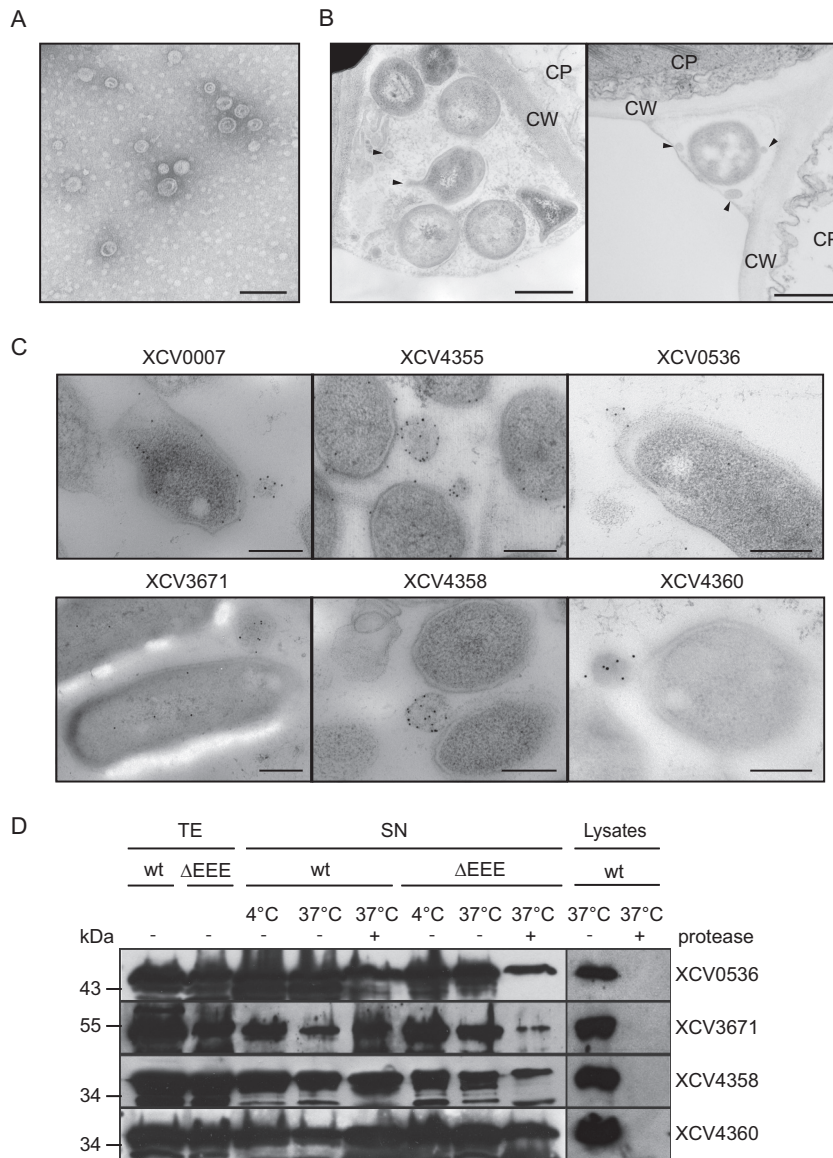 A
B
CP
CW
CP
CW
CW
CP
C
XCV0007 XCV4355 XCV0536
XCV3671 XCV4358 XCV4360
D
TE SN Lysates
wt ΔEEE wt ΔEEE wt
4°C 37°C 37°C 4°C 37°C 37°C 37°C 37°C
kDa - - - - + - - + - + protease
43 XCV0536
55 XCV3671
34 XCV4358
34 XCV4360